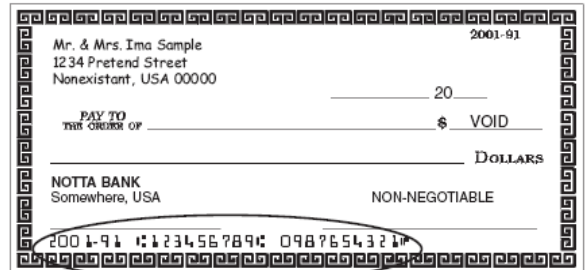 2001-91
Mr. & Mrs. Ima Sample
1234 Pretend Street
Nonexistant, USA 00000
20
PAY TO
THE ORDER OF $ VOID
DOLLARS
NOTTA BANK
Somewhere, USA NON-NEGOTIABLE
2001-91 ⑆123456789⑆ 0987654321⑈